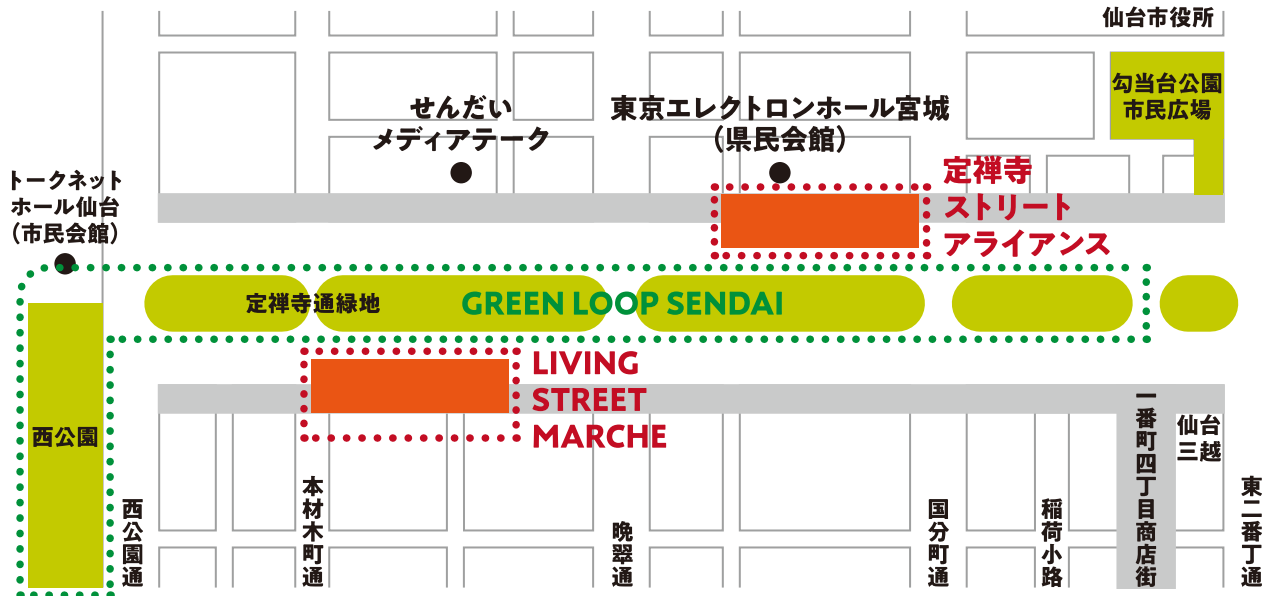 仙台市役所
勾当台公園
市民広場
せんだい
メディアテーク
東京エレクトロンホール宮城
（県民会館）
定禅寺
ストリート
アライアンス
トークネット
ホール仙台
（市民会館）
定禅寺通緑地
GREEN LOOP SENDAI
LIVING
STREET
MARCHE
西公園
西公園通
本材木町通
晩翠通
国分町通
稲荷小路
一番町四丁目商店街
仙台
三越
東二番丁通